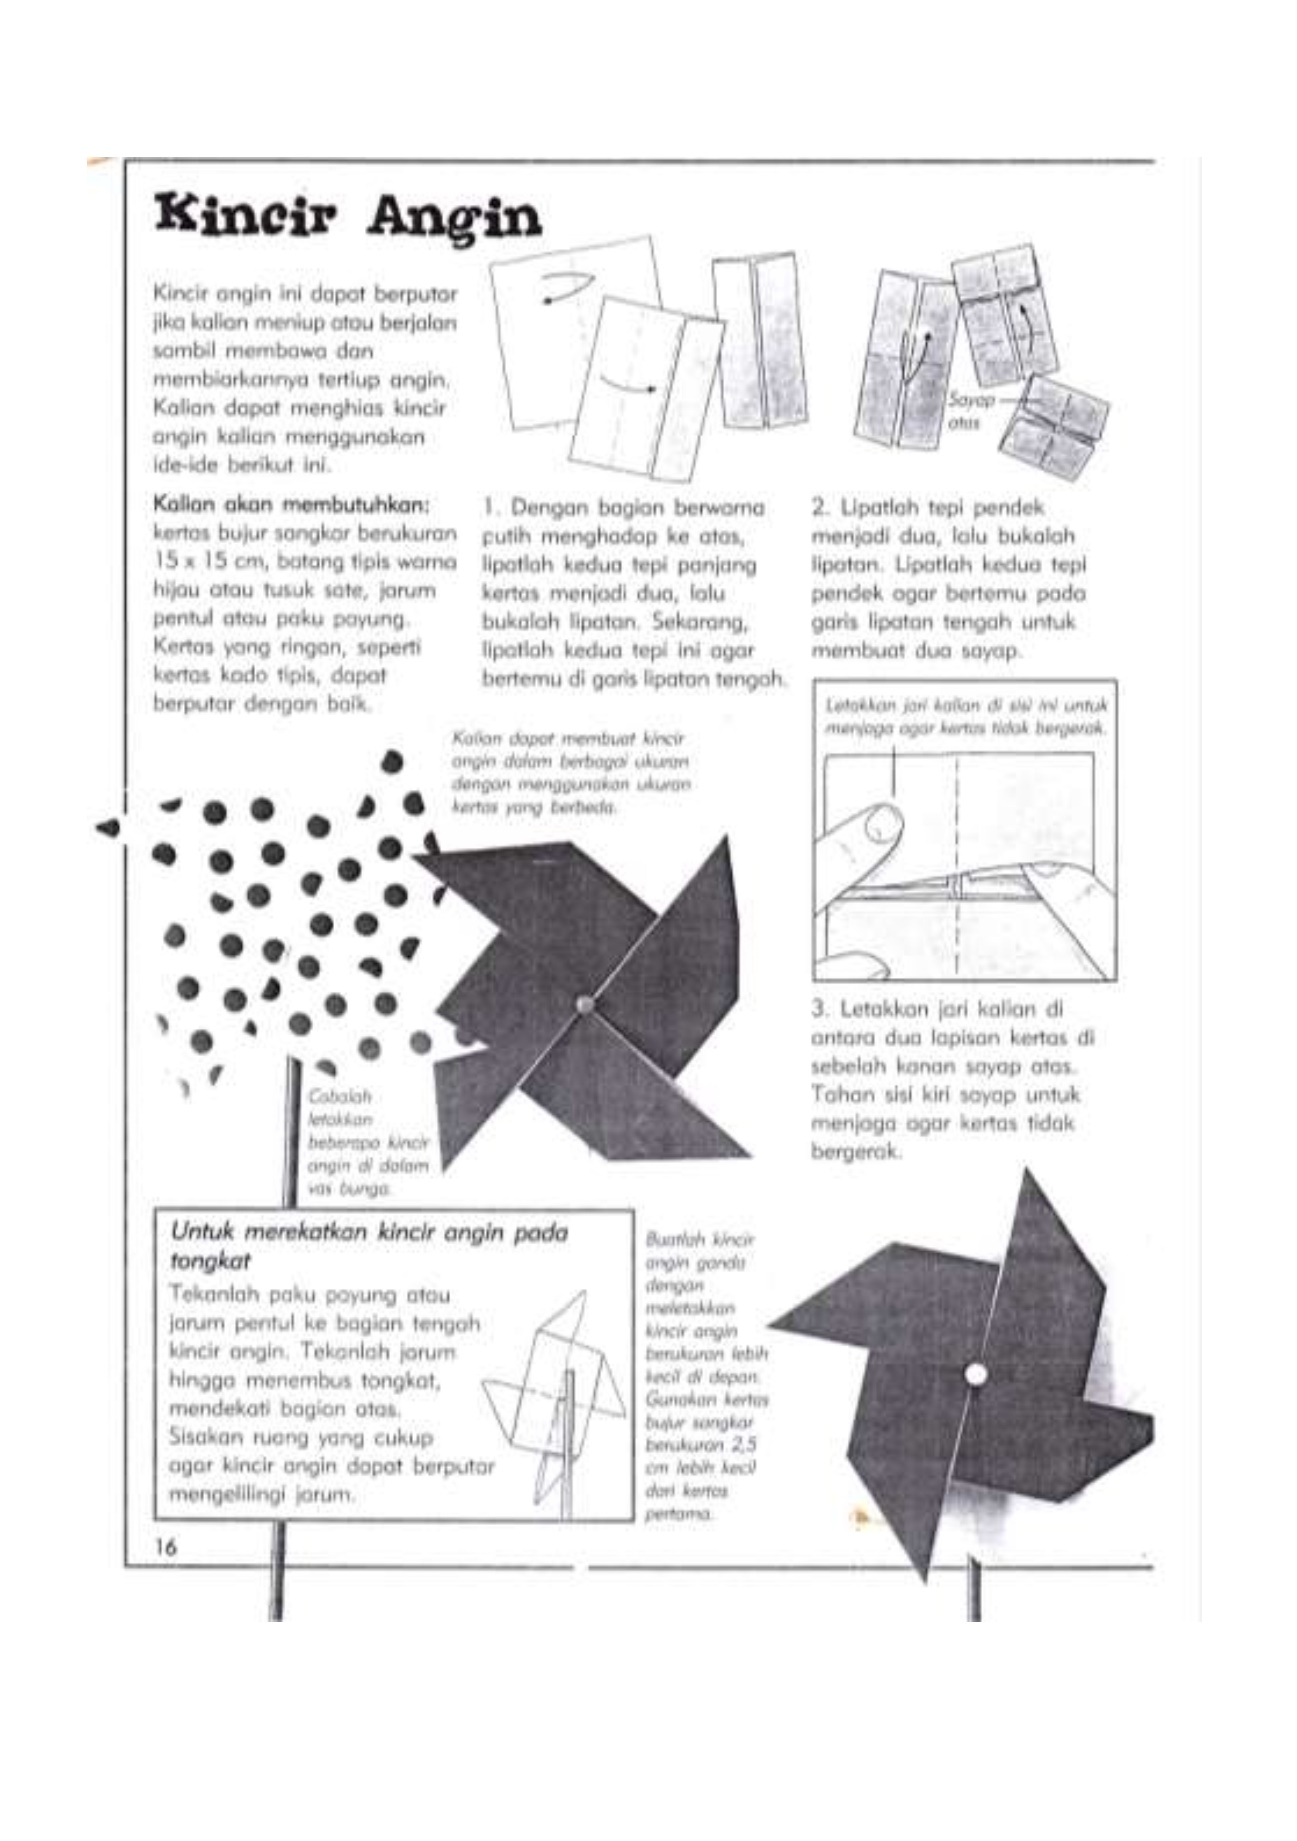 Kincir Angin
Kincir angin ini dapat berputar
jika kalian meniup atau berjalan
sambil membawa dan
membiarkannya tertiup angin.
Kalian dapat menghias kincir
angin kalian menggunakan
ide-ide berikut ini.
Kalian akan membutuhkan:
kertas bujur sangkar berukuran
15 x 15 cm, batang tipis warna
hijau atau tusuk sate, jarum
pentul atau paku payung.
Kertas yang ringan, seperti
kertas kado tipis, dapat
berputar dengan baik.
1. Dengan bagian berwarna
putih menghadap ke atas,
lipatlah kedua tepi panjang
kertas menjadi dua, lalu
bukalah lipatan. Sekarang,
lipatlah kedua tepi ini agar
bertemu di garis lipatan tengah.
Sayap
atas
2. Lipatlah tepi pendek
menjadi dua, lalu bukalah
lipatan. Lipatlah kedua tepi
pendek agar bertemu pada
garis lipatan tengah untuk
membuat dua sayap.
Letakkan jari kalian di sisi ini untuk
menjaga agar kertas tidak bergerak.
3. Letakkan jari kalian di
antara dua lapisan kertas di
sebelah kanan sayap atas.
Tahan sisi kiri sayap untuk
menjaga agar kertas tidak
bergerak.
Kalian dapat membuat kincir
angin dalam berbagai ukuran
dengan menggunakan ukuran
kertas yang berbeda.
Cobalah
letakkan
beberapa kincir
angin di dalam
vas bunga.
Untuk merekatkan kincir angin pada
tongkat
Tekanlah paku payung atau
jarum pentul ke bagian tengah
kincir angin. Tekanlah jarum
hingga menembus tongkat,
mendekati bagian atas.
Sisakan ruang yang cukup
agar kincir angin dapat berputar
mengelilingi jarum.
Buatlah kincir
angin ganda
dengan
meletakkan
kincir angin
berukuran lebih
kecil di depan.
Gunakan kertas
bujur sangkar
berukuran 2,5
cm lebih kecil
dari kertas
pertama.
16